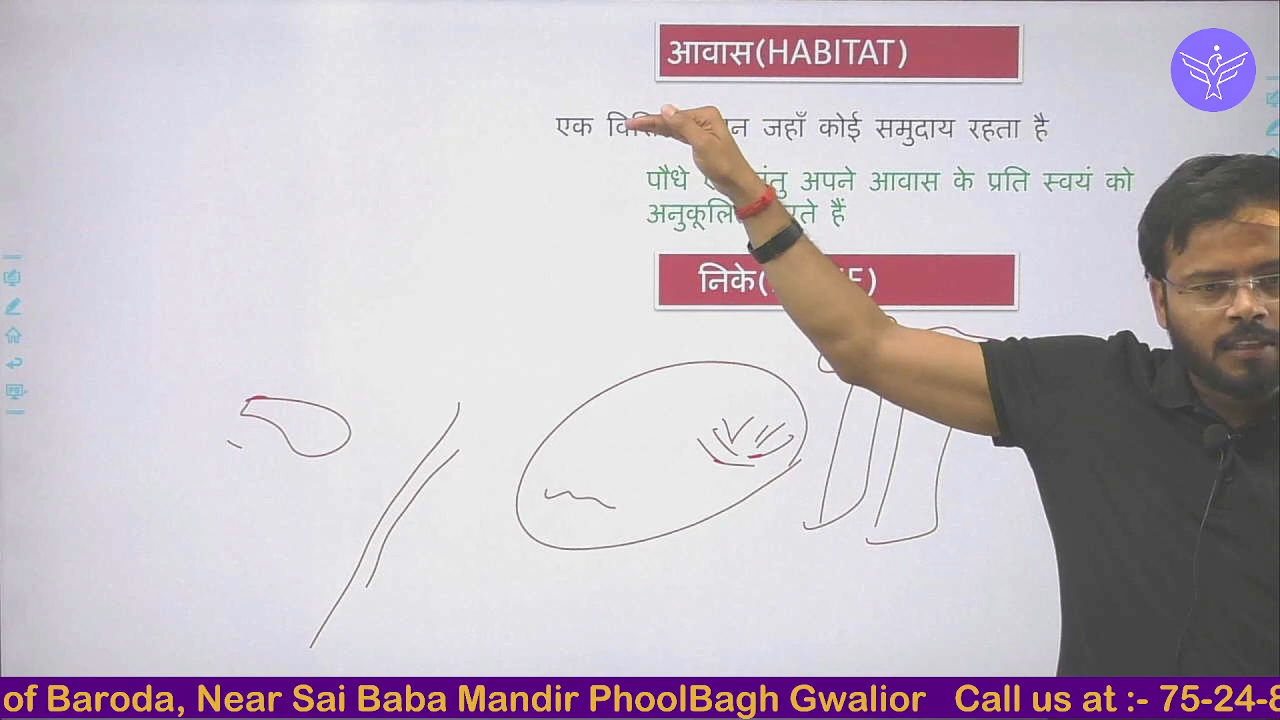 आवास(HABITAT)
एक जहाँ कोई समुदाय रहता है
पौधे अपने आवास के प्रति स्वयं को
हैं
निके(
of Baroda, Near Sai Baba Mandir PhoolBagh Gwalior Call us at :- 75-24-8